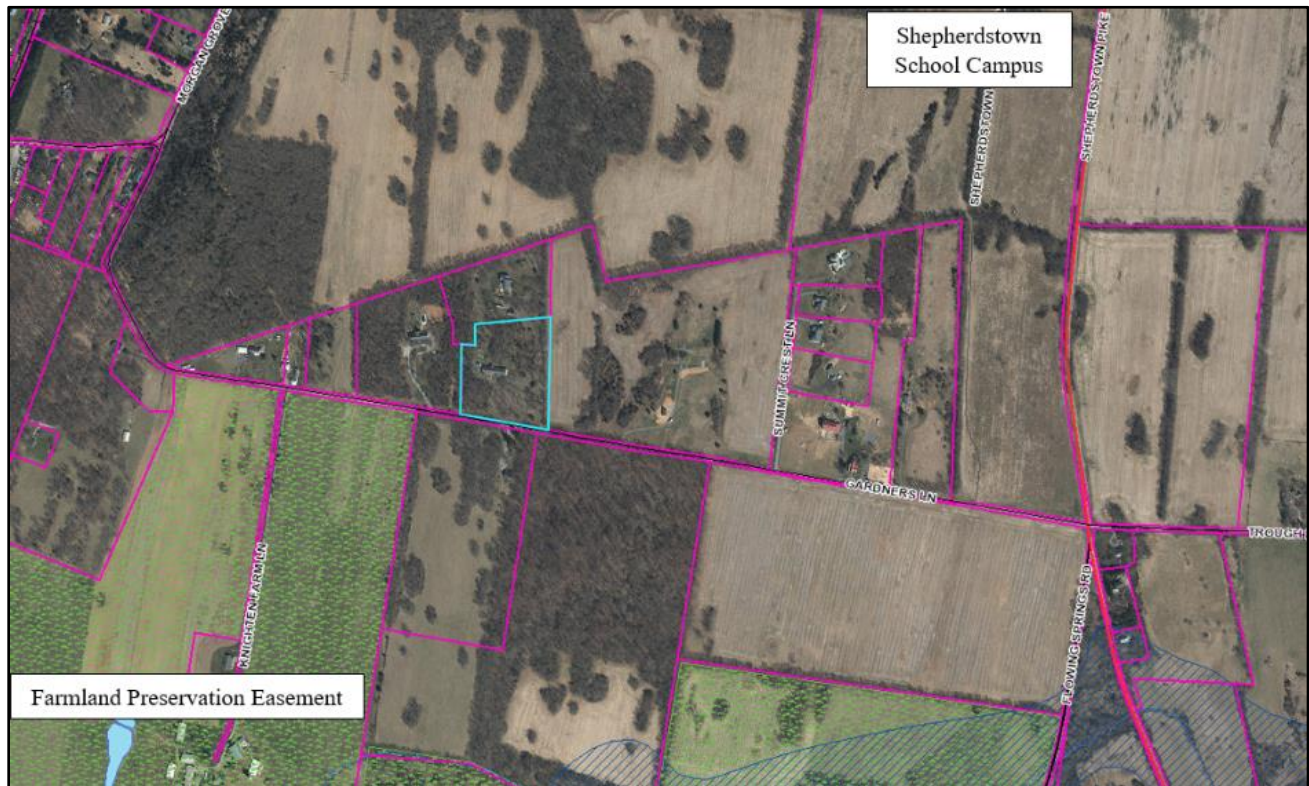 MORGAN GROVE
Shepherdstown
School Campus
SHEPHERDSTOWN PIKE
SHEPHERDSTOWN
SUMMIT CREST LN
GARDNERS LN
TROUGH
KNIGHTEN FARM LN
FLOWING SPRINGS RD
Farmland Preservation Easement